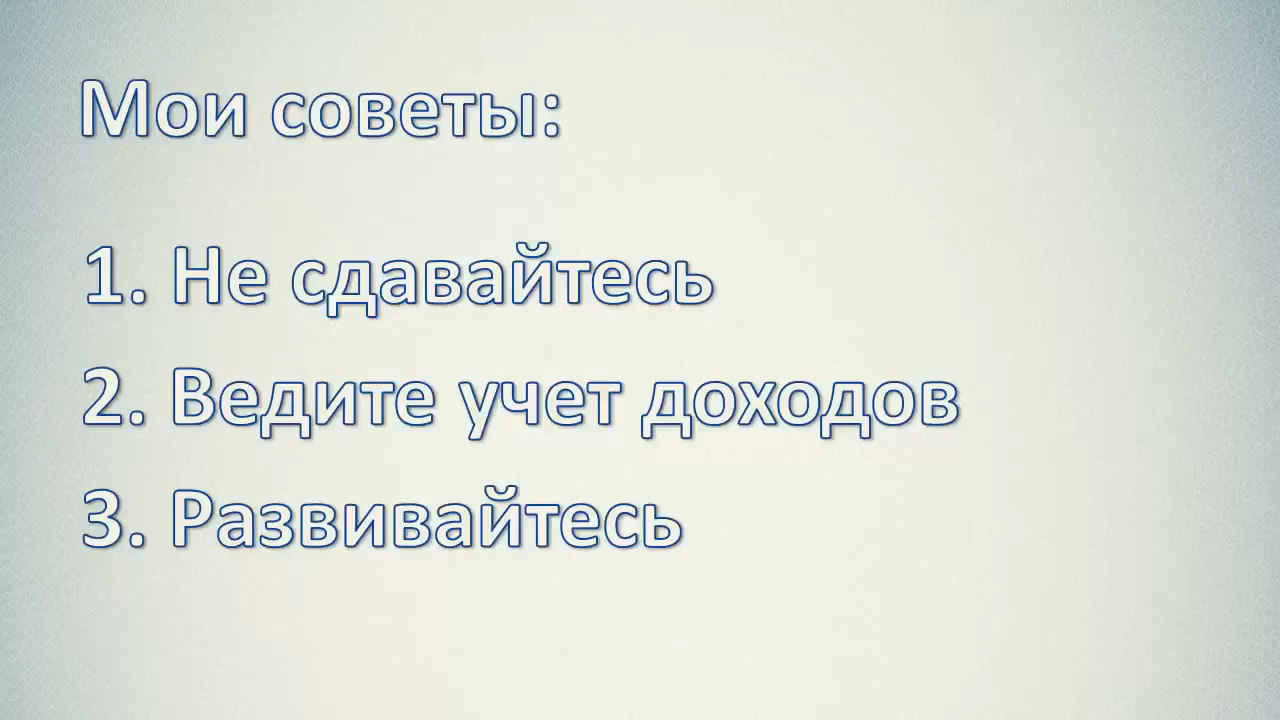 Мои советы:
1. Не сдавайтесь
2. Ведите учет доходов
3. Развивайтесь